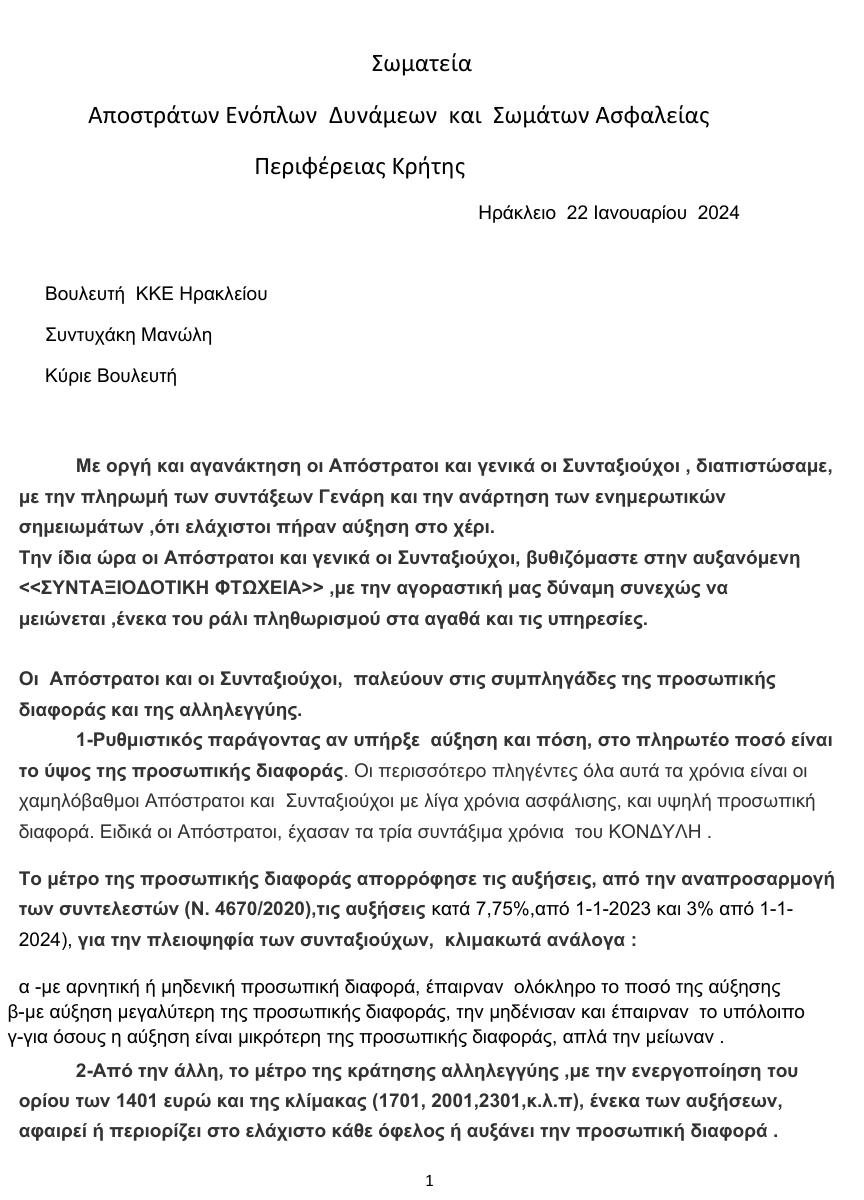 Σωματεία
Αποστράτων Ενόπλων Δυνάμεων και Σωμάτων Ασφαλείας
Περιφέρειας Κρήτης
Ηράκλειο 22 Ιανουαρίου 2024
Βουλευτή ΚΚΕ Ηρακλείου
Συντυχάκη Μανώλη
Κύριε Βουλευτή
Με οργή και αγανάκτηση οι Απόστρατοι και γενικά οι Συνταξιούχοι , διαπιστώσαμε,
με την πληρωμή των συντάξεων Γενάρη και την ανάρτηση των ενημερωτικών
σημειωμάτων ,ότι ελάχιστοι πήραν αύξηση στο χέρι.
Την ίδια ώρα οι Απόστρατοι και γενικά οι Συνταξιούχοι, βυθιζόμαστε στην αυξανόμενη
<<ΣΥΝΤΑΞΙΟΔΟΤΙΚΗ ΦΤΩΧΕΙΑ>> ,με την αγοραστική μας δύναμη συνεχώς να
μειώνεται ,ένεκα του ράλι πληθωρισμού στα αγαθά και τις υπηρεσίες.
Οι Απόστρατοι και οι Συνταξιούχοι, παλεύουν στις συμπληγάδες της προσωπικής
διαφοράς και της αλληλεγγύης.
1-Ρυθμιστικός παράγοντας αν υπήρξε αύξηση και πόση, στο πληρωτέο ποσό είναι
το ύψος της προσωπικής διαφοράς. Οι περισσότερο πληγέντες όλα αυτά τα χρόνια είναι οι
χαμηλόβαθμοι Απόστρατοι και Συνταξιούχοι με λίγα χρόνια ασφάλισης, και υψηλή προσωπική
διαφορά. Ειδικά οι Απόστρατοι, έχασαν τα τρία συντάξιμα χρόνια του ΚΟΝΔΥΛΗ .
Το μέτρο της προσωπικής διαφοράς απορρόφησε τις αυξήσεις, από την αναπροσαρμογή
των συντελεστών (Ν. 4670/2020),τις αυξήσεις κατά 7,75%,από 1-1-2023 και 3% από 1-1-
2024), για την πλειοψηφία των συνταξιούχων, κλιμακωτά ανάλογα :
α -με αρνητική ή μηδενική προσωπική διαφορά, έπαιρναν ολόκληρο το ποσό της αύξησης
β-με αύξηση μεγαλύτερη της προσωπικής διαφοράς, την μηδένισαν και έπαιρναν το υπόλοιπο
γ-για όσους η αύξηση είναι μικρότερη της προσωπικής διαφοράς, απλά την μείωναν .
2-Από την άλλη, το μέτρο της κράτησης αλληλεγγύης ,με την ενεργοποίηση του
ορίου των 1401 ευρώ και της κλίμακας (1701, 2001,2301,κ.λ.π), ένεκα των αυξήσεων,
αφαιρεί ή περιορίζει στο ελάχιστο κάθε όφελος ή αυξάνει την προσωπική διαφορά .
1